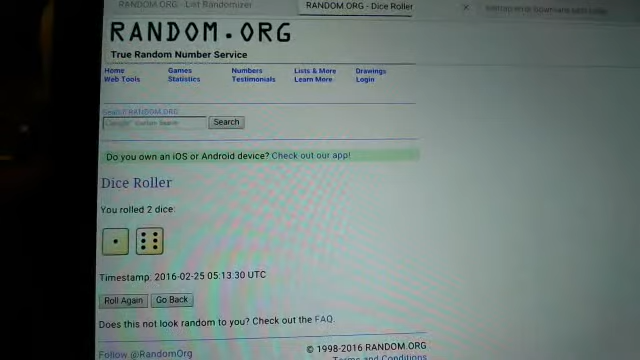 RANDOM.ORG - List Randomizer
RANDOM.ORG - Dice Roller
RANDOM.ORG
True Random Number Service
Home Games Numbers Lists & More Drawings
Web Tools Statistics Testimonials Learn More Login
Search RANDOM.ORG
Search
Do you own an iOS or Android device? Check out our app!
Dice Roller
You rolled 2 dice:
Timestamp: 2016-02-25 05:13:30 UTC
Roll Again Go Back
Does this not look random to you? Check out the FAQ.
Follow @RandomOrg
© 1998-2016 RANDOM.ORG
Terms and Conditions